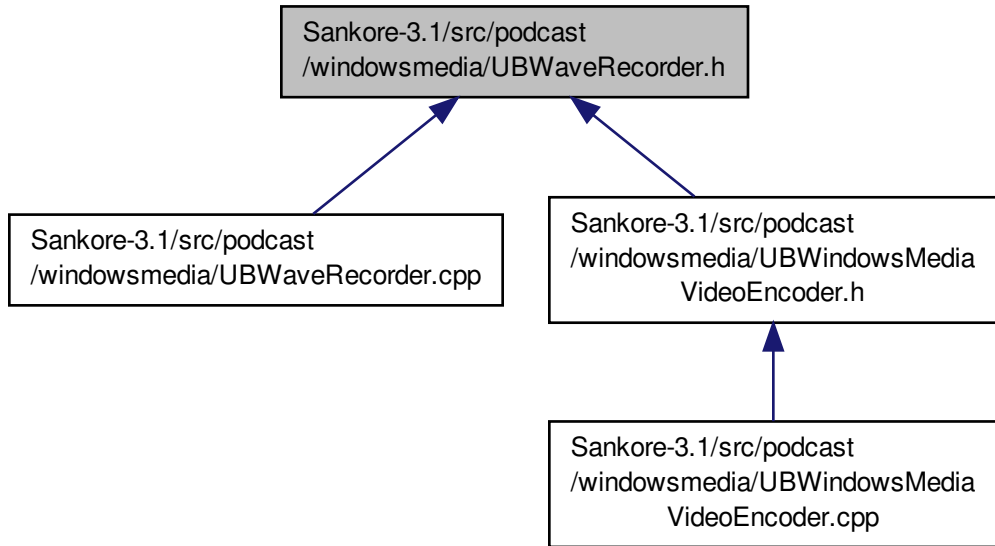 Sankore-3.1/src/podcast
/windowsmedia/UBWaveRecorder.h
Sankore-3.1/src/podcast
/windowsmedia/UBWaveRecorder.cpp
Sankore-3.1/src/podcast
/windowsmedia/UBWindowsMedia
VideoEncoder.h
Sankore-3.1/src/podcast
/windowsmedia/UBWindowsMedia
VideoEncoder.cpp